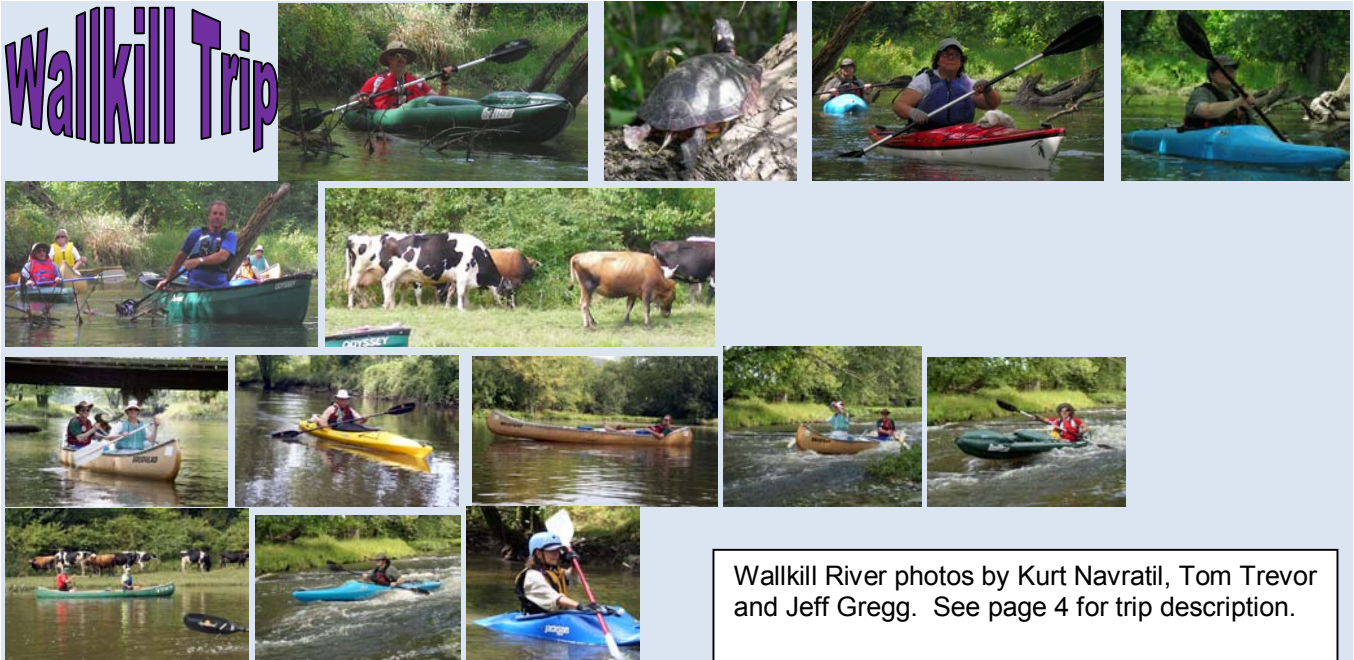 Wallkill Trip
ODYSSEY
ODYSSEY
Wallkill River photos by Kurt Navratil, Tom Trevor
and Jeff Gregg.  See page 4 for trip description.